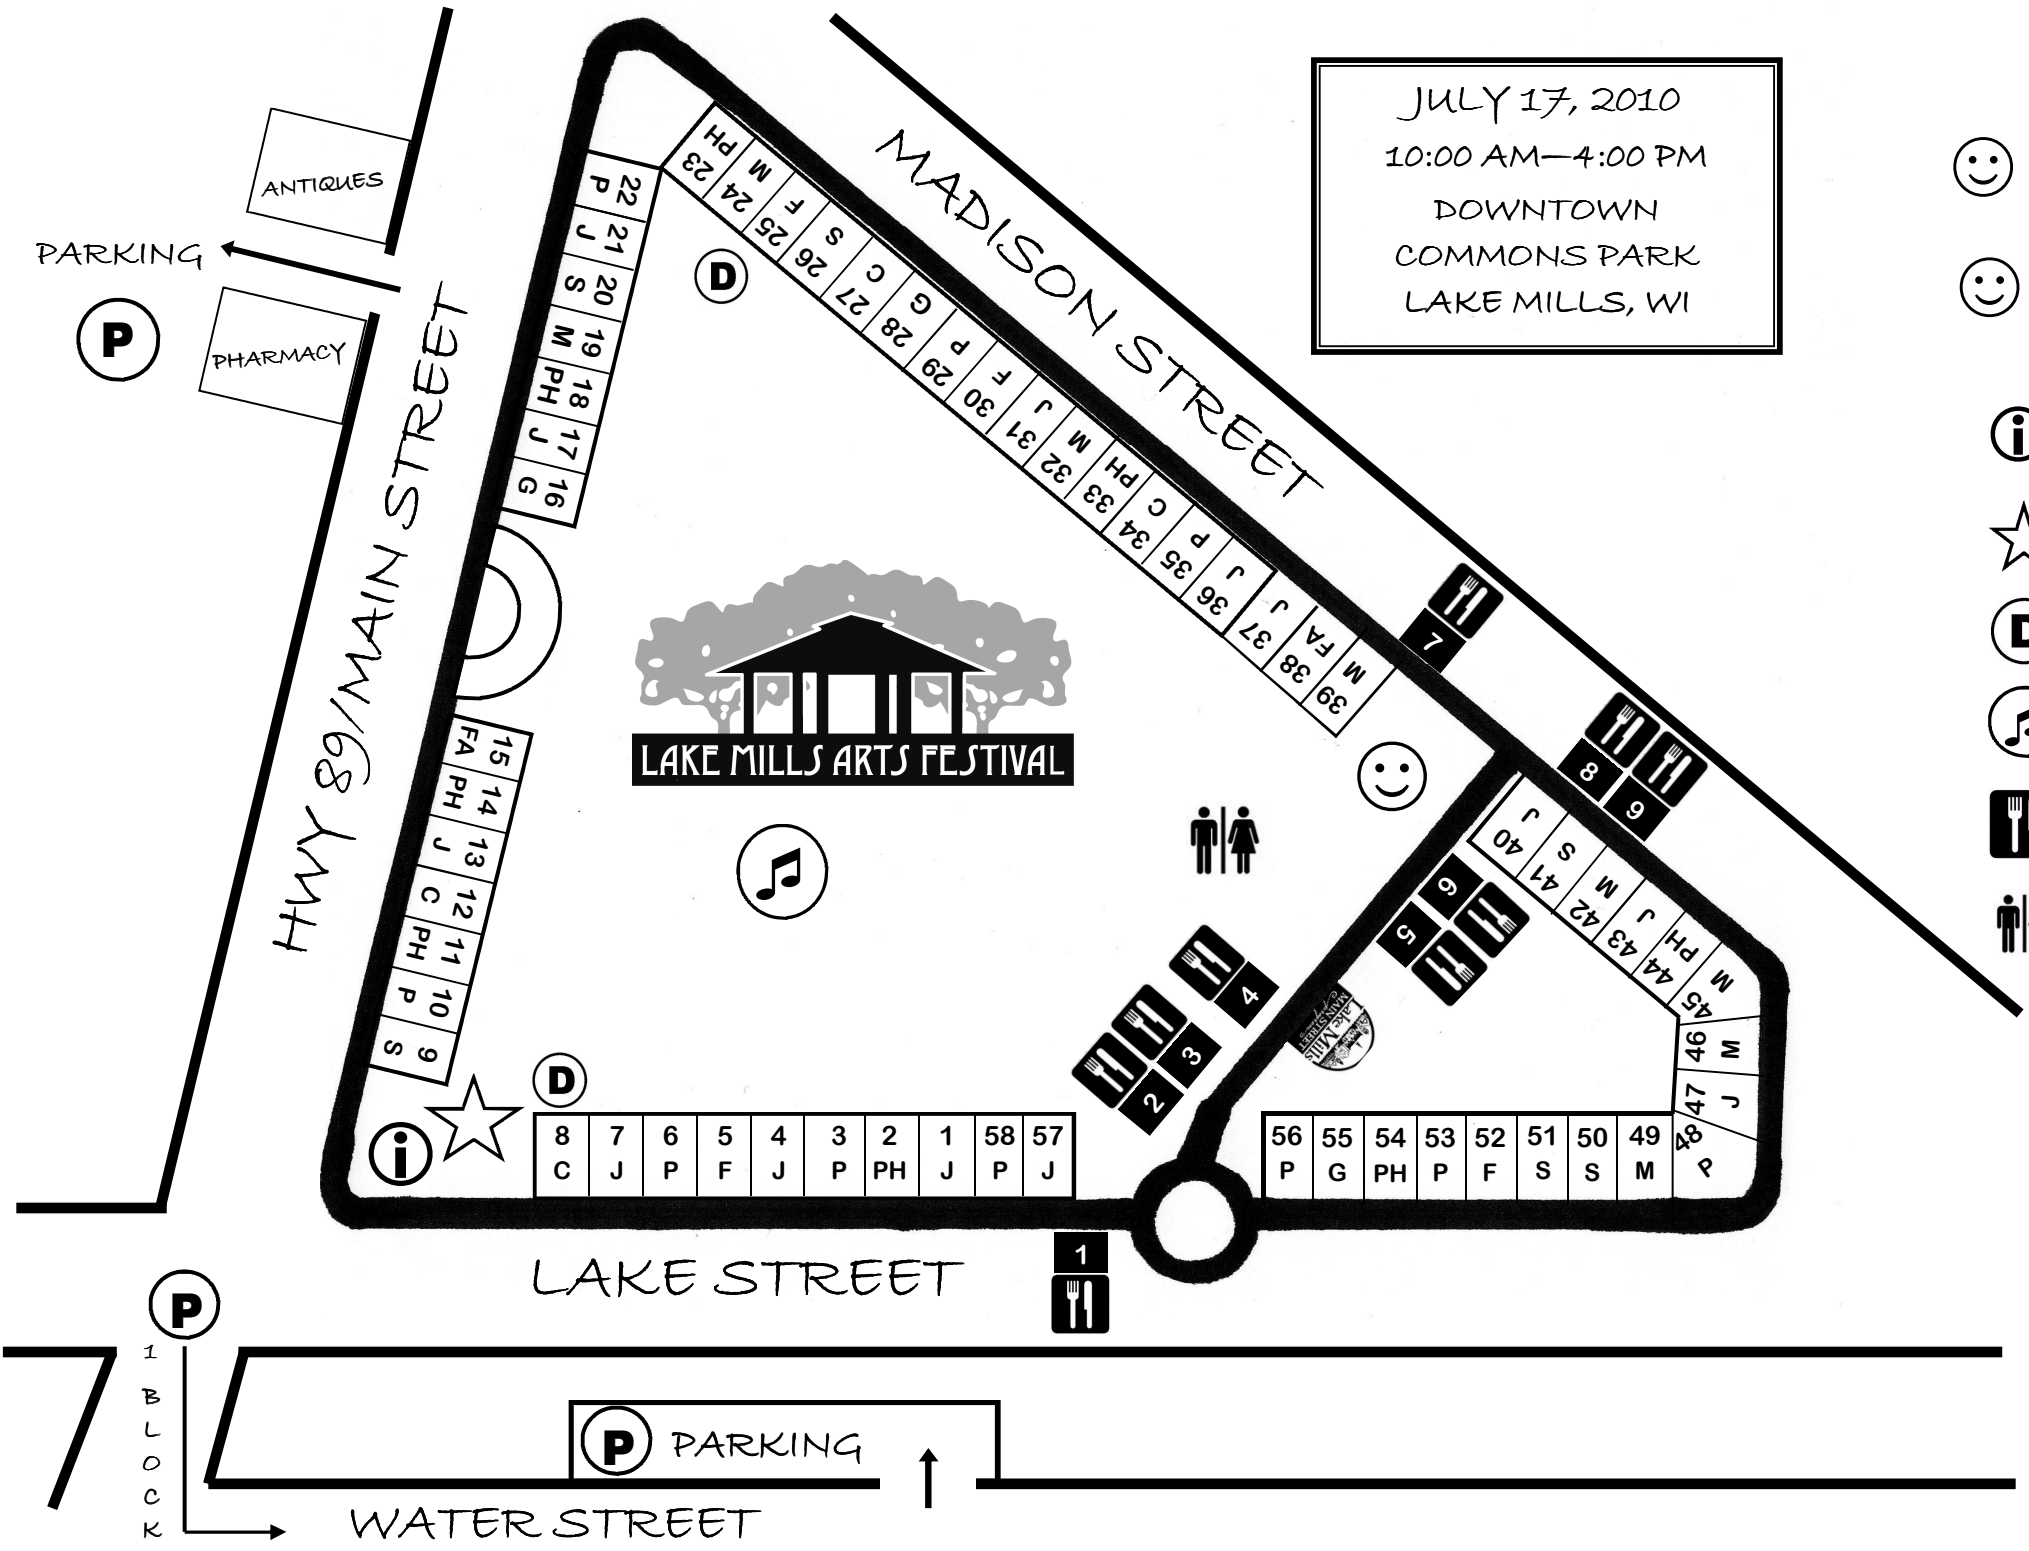 JULY 17, 2010
10:00 AM—4:00 PM
DOWNTOWN
COMMONS PARK
LAKE MILLS, WI
ANTIQUES
PARKING
P
PHARMACY
HWY 89/MAIN STREET
MADISON STREET
22 P
21 J
20 S
19 M
18 PH
17 J
16 G
23 PH
24 M
25 F
26 S
27 C
28 G
29 P
30 F
31 J
32 M
33 PH
34 C
35 P
36 J
37 J
38 FA
39 M
D
7
8
9
LAKE MILLS ARTS FESTIVAL
15 FA
14 PH
13 J
12 C
11 PH
10 P
9 S
40 J
41 S
42 M
43 J
44 PH
45 M
46 M
47 J
48 P
6
5
4
3
2
Lake Mills
MAIN STREET
D
i
8 C
7 J
6 P
5 F
4 J
3 P
2 PH
1 J
58 P
57 J
56 P
55 G
54 PH
53 P
52 F
51 S
50 S
49 M
1
LAKE STREET
P
1 BLOCK
P PARKING
WATER STREET
i
D